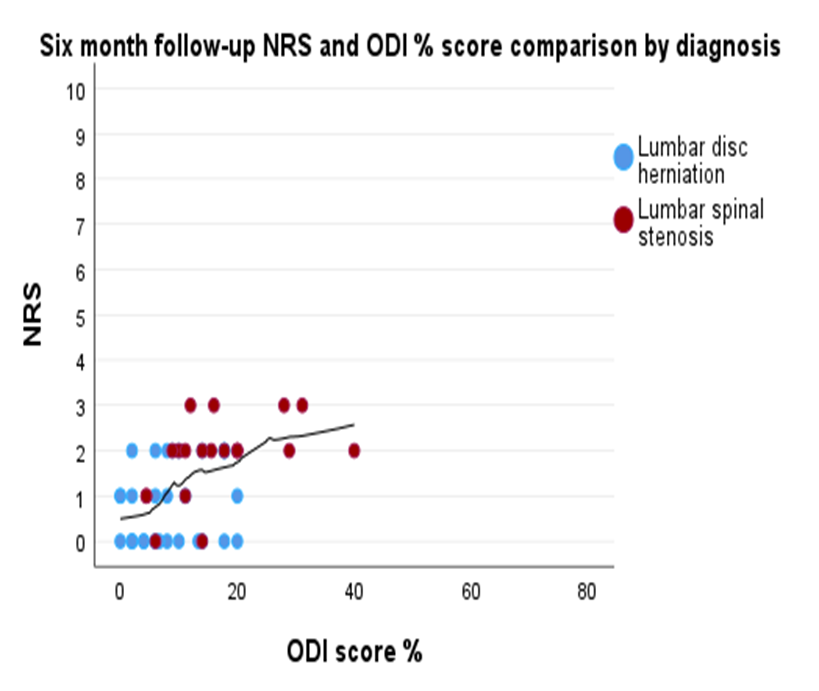 Six month follow-up NRS and ODI % score comparison by diagnosis
10
9
8
7
6
5
4
3
2
1
0
NRS
Lumbar disc
herniation
Lumbar spinal
stenosis
0 20 40 60 80
ODI score %